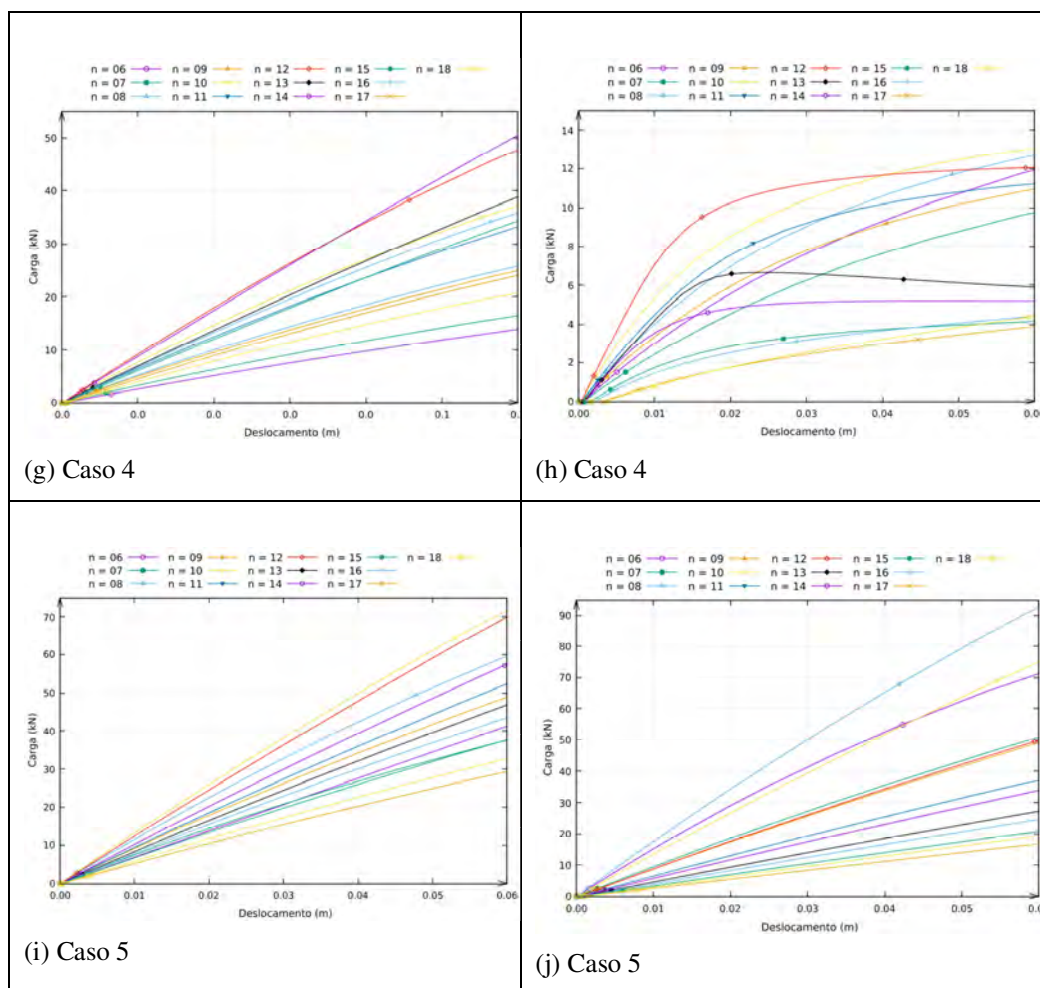 n = 06 n = 09 n = 12 n = 15 n = 18
n = 07 n = 10 n = 13 n = 16
n = 08 n = 11 n = 14 n = 17
50
40
30
20
10
0
Carga (kN)
0.0 0.0 0.0 0.0 0.0 0.1 0.
Deslocamento (m)
(g) Caso 4
n = 06 n = 09 n = 12 n = 15 n = 18
n = 07 n = 10 n = 13 n = 16
n = 08 n = 11 n = 14 n = 17
14
12
10
8
6
4
2
0
Carga (kN)
0.00 0.01 0.02 0.03 0.04 0.05 0.0
Deslocamento (m)
(h) Caso 4
n = 06 n = 09 n = 12 n = 15 n = 18
n = 07 n = 10 n = 13 n = 16
n = 08 n = 11 n = 14 n = 17
70
60
50
40
30
20
10
0
Carga (kN)
0.00 0.01 0.02 0.03 0.04 0.05 0.06
Deslocamento (m)
(i) Caso 5
n = 06 n = 09 n = 12 n = 15 n = 18
n = 07 n = 10 n = 13 n = 16
n = 08 n = 11 n = 14 n = 17
90
80
70
60
50
40
30
20
10
0
Carga (kN)
0.00 0.01 0.02 0.03 0.04 0.05 0.0
Deslocamento (m)
(j) Caso 5